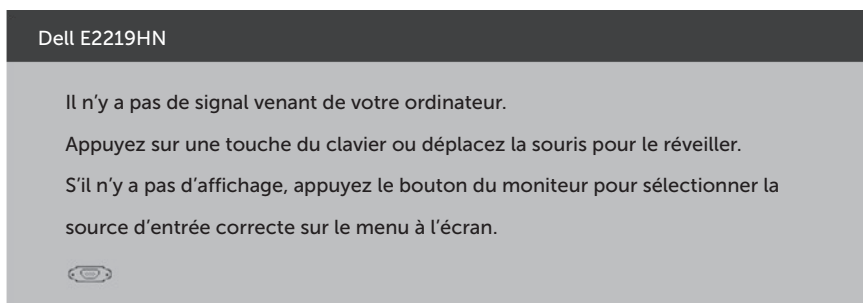 Dell E2219HN
Il n’y a pas de signal venant de votre ordinateur.
Appuyez sur une touche du clavier ou déplacez la souris pour le réveiller.
S’il n’y a pas d’affichage, appuyez le bouton du moniteur pour sélectionner la
source d’entrée correcte sur le menu à l’écran.